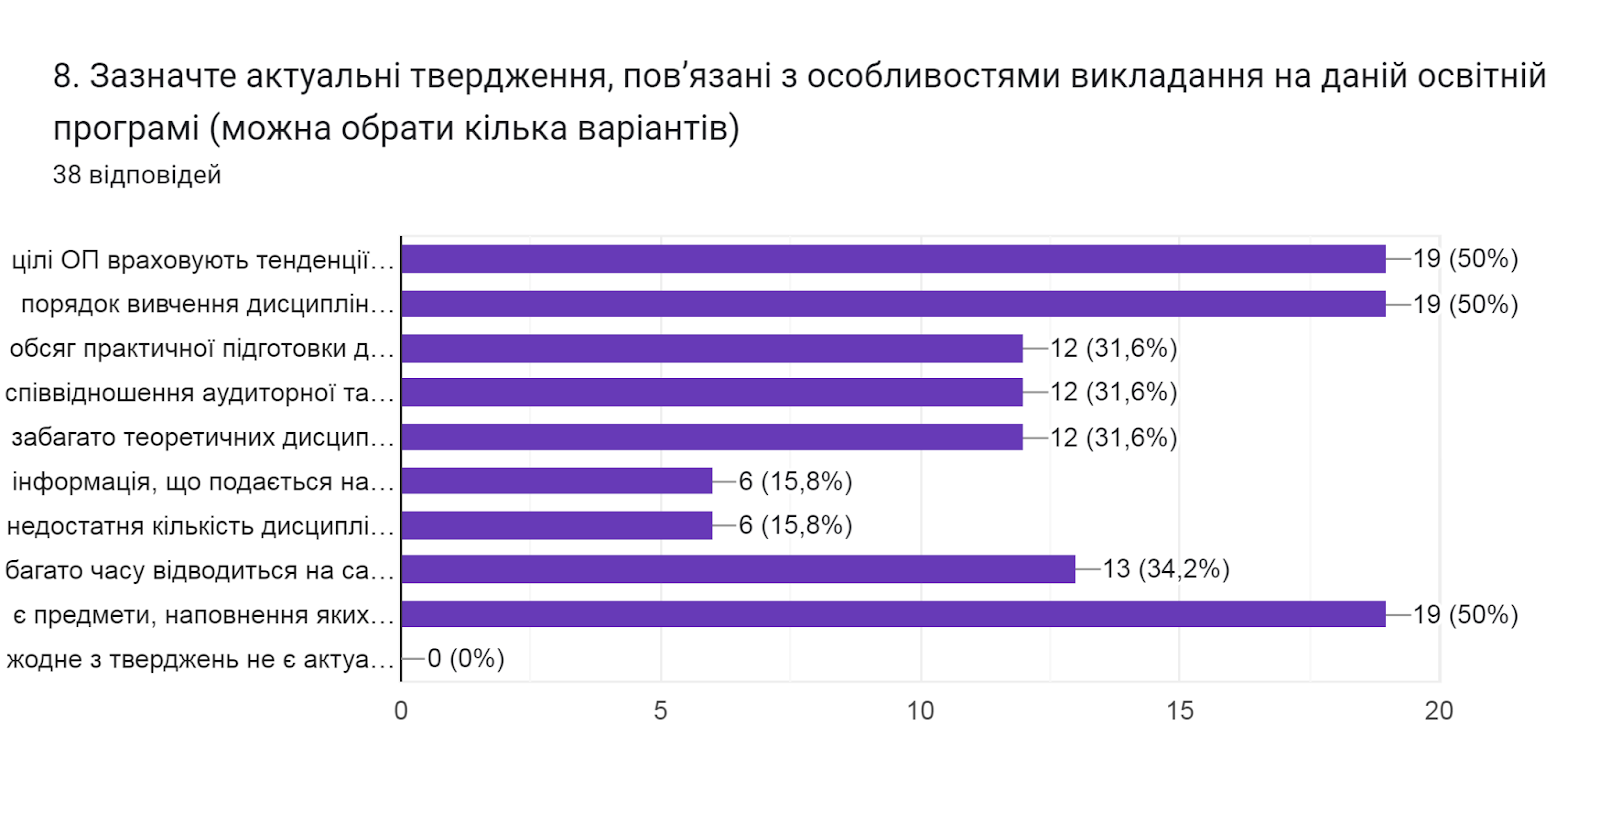 8. Зазначте актуальні твердження, пов’язані з особливостями викладання на даній освітній
програмі (можна обрати кілька варіантів)
38 відповідей
цілі ОП враховують тенденції… 19 (50%)
порядок вивчення дисциплін… 19 (50%)
обсяг практичної підготовки д… 12 (31,6%)
співвідношення аудиторної та… 12 (31,6%)
забагато теоретичних дисцип… 12 (31,6%)
інформація, що подається на… 6 (15,8%)
недостатня кількість дисциплі… 6 (15,8%)
багато часу відводиться на са… 13 (34,2%)
є предмети, наповнення яких… 19 (50%)
жодне з тверджень не є актуа… 0 (0%)
0 5 10 15 20